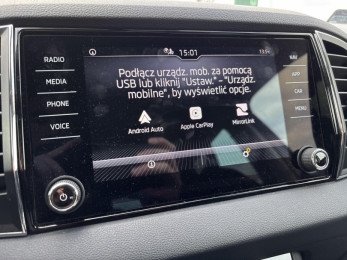 15:01
RADIO
NAV
MEDIA
APP
PHONE
CAR
VOICE
MENU
Podłącz urządz. mob. za pomocą
USB lub kliknij "Ustaw." - "Urządz.
mobilne", by wyświetlić opcje.
Android Auto
Apple CarPlay
MirrorLink